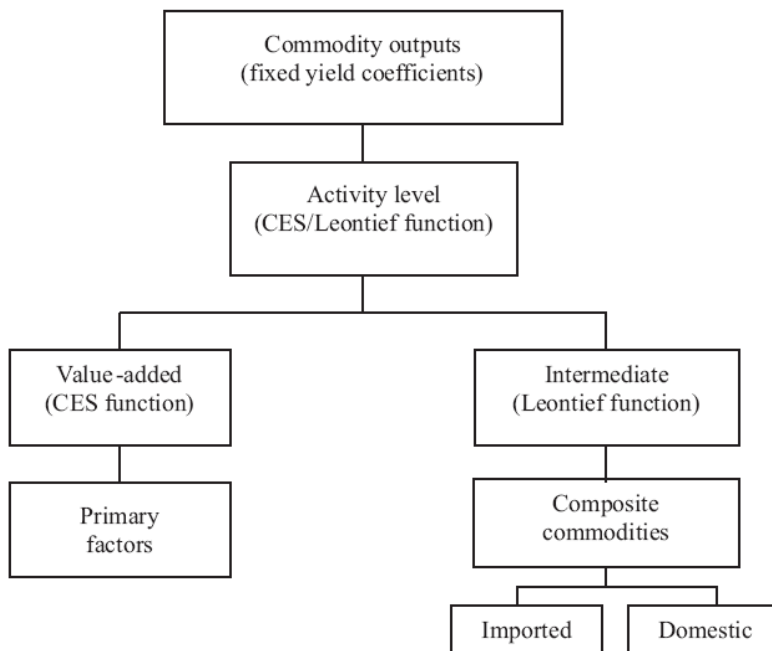 Commodity outputs
(fixed yield coefficients)
Activity level
(CES/Leontief function)
Value-added
(CES function)
Intermediate
(Leontief function)
Primary
factors
Composite
commodities
Imported
Domestic